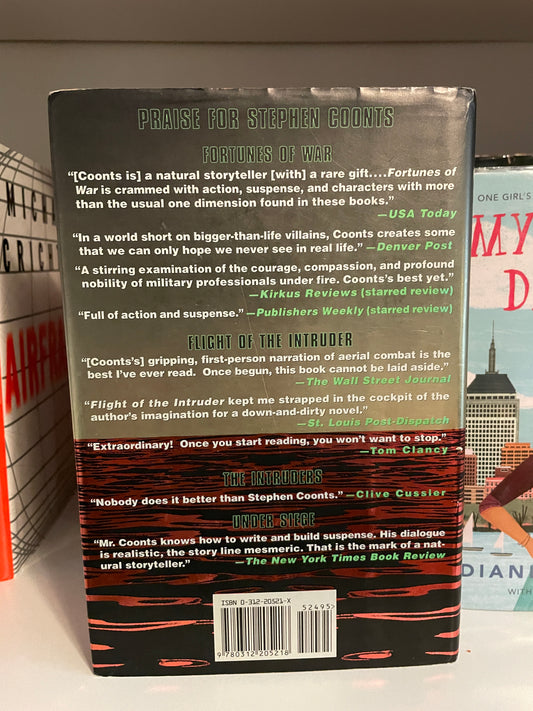 PRAISE FOR STEPHEN COONTS
FORTUNES OF WAR
“[Coonts is] a natural storyteller [with] a rare gift....Fortunes of
War is crammed with action, suspense, and characters with more
than the usual one dimension found in these books.”
—USA Today
“In a world short on bigger-than-life villains, Coonts creates some
that we can only hope we never see in real life.” —Denver Post
“A stirring examination of the courage, compassion, and profound
nobility of military professionals under fire. Coonts’s best yet.”
—Kirkus Reviews (starred review)
“Full of action and suspense.” —Publishers Weekly (starred review)
FLIGHT OF THE INTRUDER
“[Coonts’s] gripping, first-person narration of aerial combat is the
best I’ve ever read. Once begun, this book cannot be laid aside.”
—The Wall Street Journal
“Flight of the Intruder kept me strapped in the cockpit of the
author’s imagination for a down-and-dirty novel.”
—St. Louis Post-Dispatch
“Extraordinary! Once you start reading, you won’t want to stop.”
—Tom Clancy
THE INTRUDERS
“Nobody does it better than Stephen Coonts.” —Clive Cussler
UNDER SIEGE
“Mr. Coonts knows how to write and build suspense. His dialogue
is realistic, the story line mesmeric. That is the mark of a nat-
ural storyteller.” —The New York Times Book Review
ISBN 0-312-20521-X
52495>
9 780312 205218
MICHA
CRICH
AIRFRA
ONE GIRL'S
MY
D
DIANE
WITH